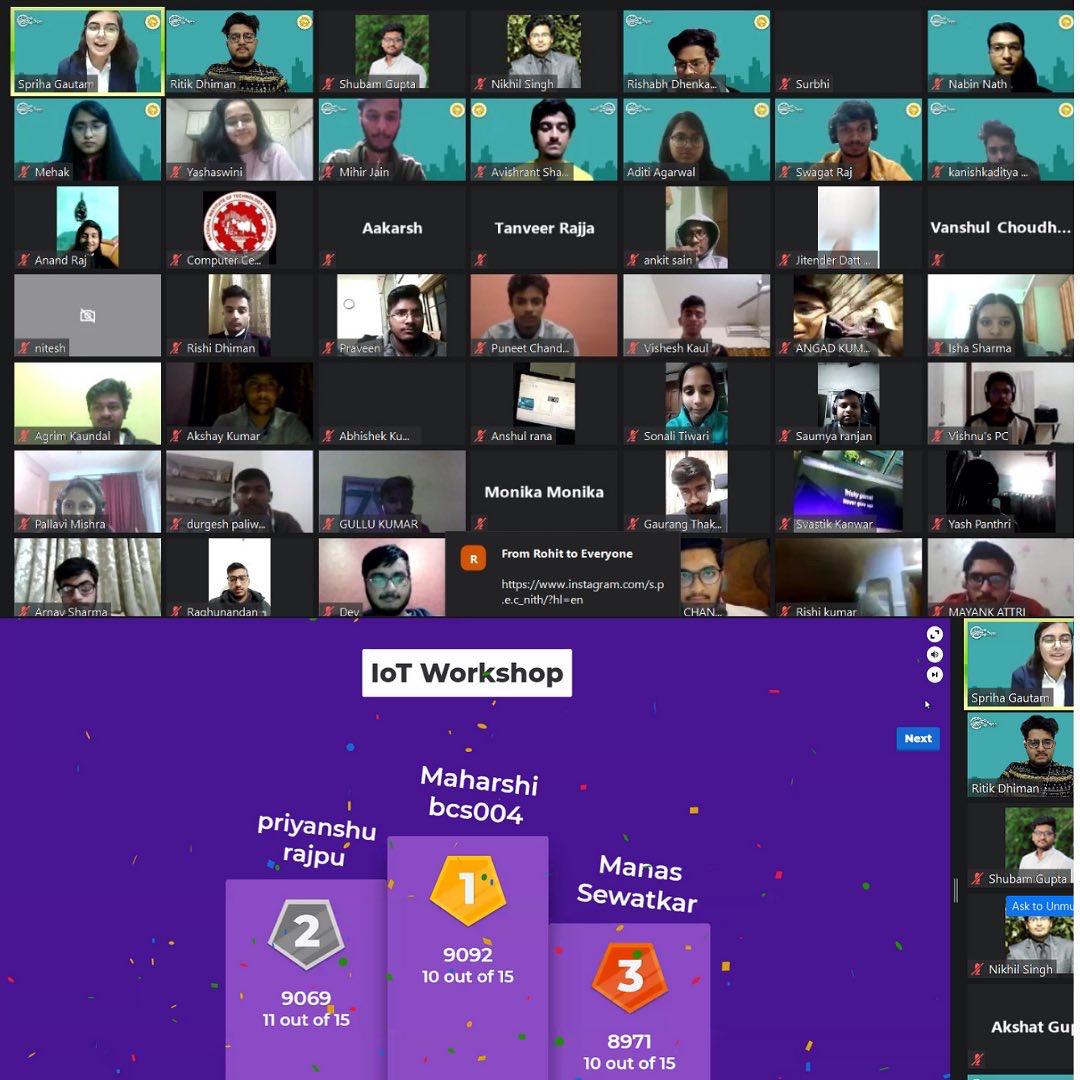 Spriha Gautam
Ritik Dhiman
Shubam Gupta
Nikhil Singh
Rishabh Dhenka...
Surbhi
Nabin Nath
Mehak
Yashaswini
Mihir Jain
Avishrant Sha...
Aditi Agarwal
Swagat Raj
kanishkaditya ...
Anand Raj
Computer Ce...
Aakarsh
Tanveer Rajja
ankit sain
Jitender Datt ...
Vanshul Choudh...
nitesh
Rishi Dhiman
Praveen
Puneet Chand...
Vishesh Kaul
ANGAD KUM...
Isha Sharma
Agrim Kaundal
Akshay Kumar
Abhishek Ku...
Anshul rana
Sonali Tiwari
Saumya ranjan
Vishnu's PC
Pallavi Mishra
durgesh paliw...
GULLU KUMAR
Monika Monika
Gaurang Thak...
Svastik Kanwar
Yash Panthri
Arnav Sharma
Raghunandan
Dev
R
From Rohit to Everyone
https://www.instagram.com/s.p
.e.c_nith/?hl=en
CHAN...
Rishi kumar
MAYANK ATTRI
IoT Workshop
Next
Maharshi
bcs004
priyanshu
rajpu
Manas
Sewatkar
1
9092
10 out of 15
2
9069
11 out of 15
3
8971
10 out of 15
Spriha Gautam
Ritik Dhiman
Shubam Gupta
Ask to Unmu
Nikhil Singh
Akshat Gup